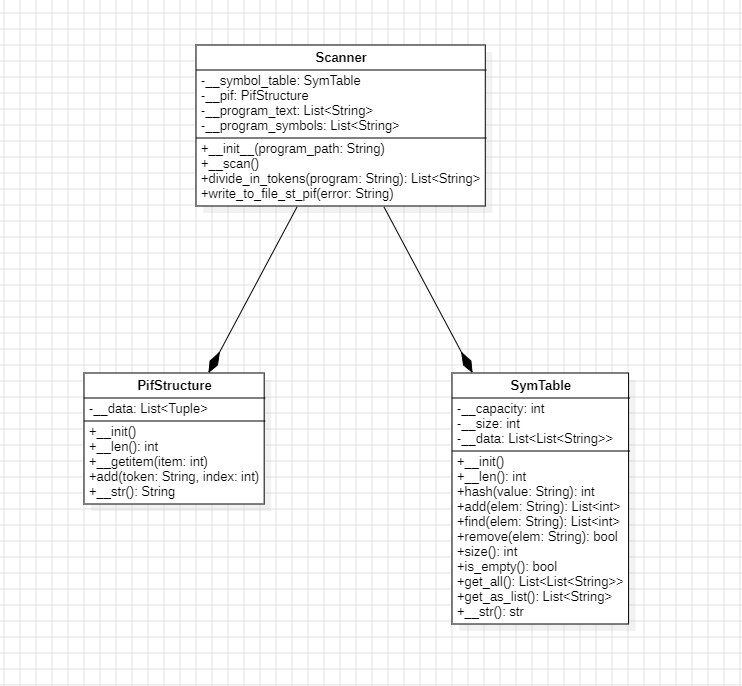 Scanner
-__symbol_table: SymTable
-__pif: PifStructure
-__program_text: List<String>
-__program_symbols: List<String>
+__init__(program_path: String)
+__scan()
+divide_in_tokens(program: String): List<String>
+write_to_file_st_pif(error: String)
PifStructure
-__data: List<Tuple>
+__init()
+__len(): int
+__getitem(item: int)
+add(token: String, index: int)
+__str(): String
SymTable
-__capacity: int
-__size: int
-__data: List<List<String>>
+__init()
+__len(): int
+hash(value: String): int
+add(elem: String): List<int>
+find(elem: String): List<int>
+remove(elem: String): bool
+size(): int
+is_empty(): bool
+get_all(): List<List<String>>
+get_as_list(): List<String>
+__str(): str